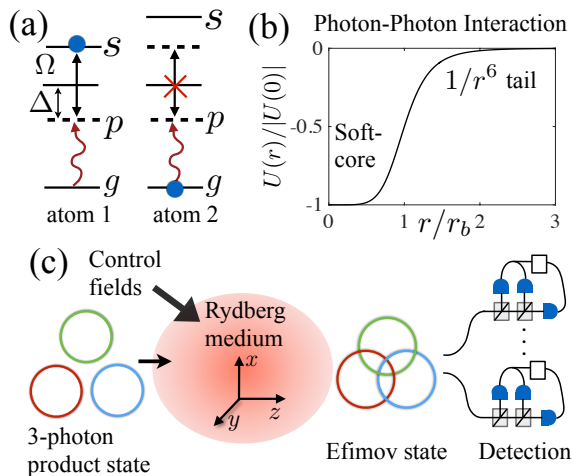 (a)
s
s
Ω
Δ
p
p
g
g
atom 1
atom 2
(b)
Photon-Photon Interaction
U(r)/|U(0)|
0
-0.5
-1
1/r⁶ tail
Soft-
core
0
1
2
3
r/r_b
(c)
Control
fields
Rydberg
medium
x
y
z
3-photon
product state
Efimov state
Detection